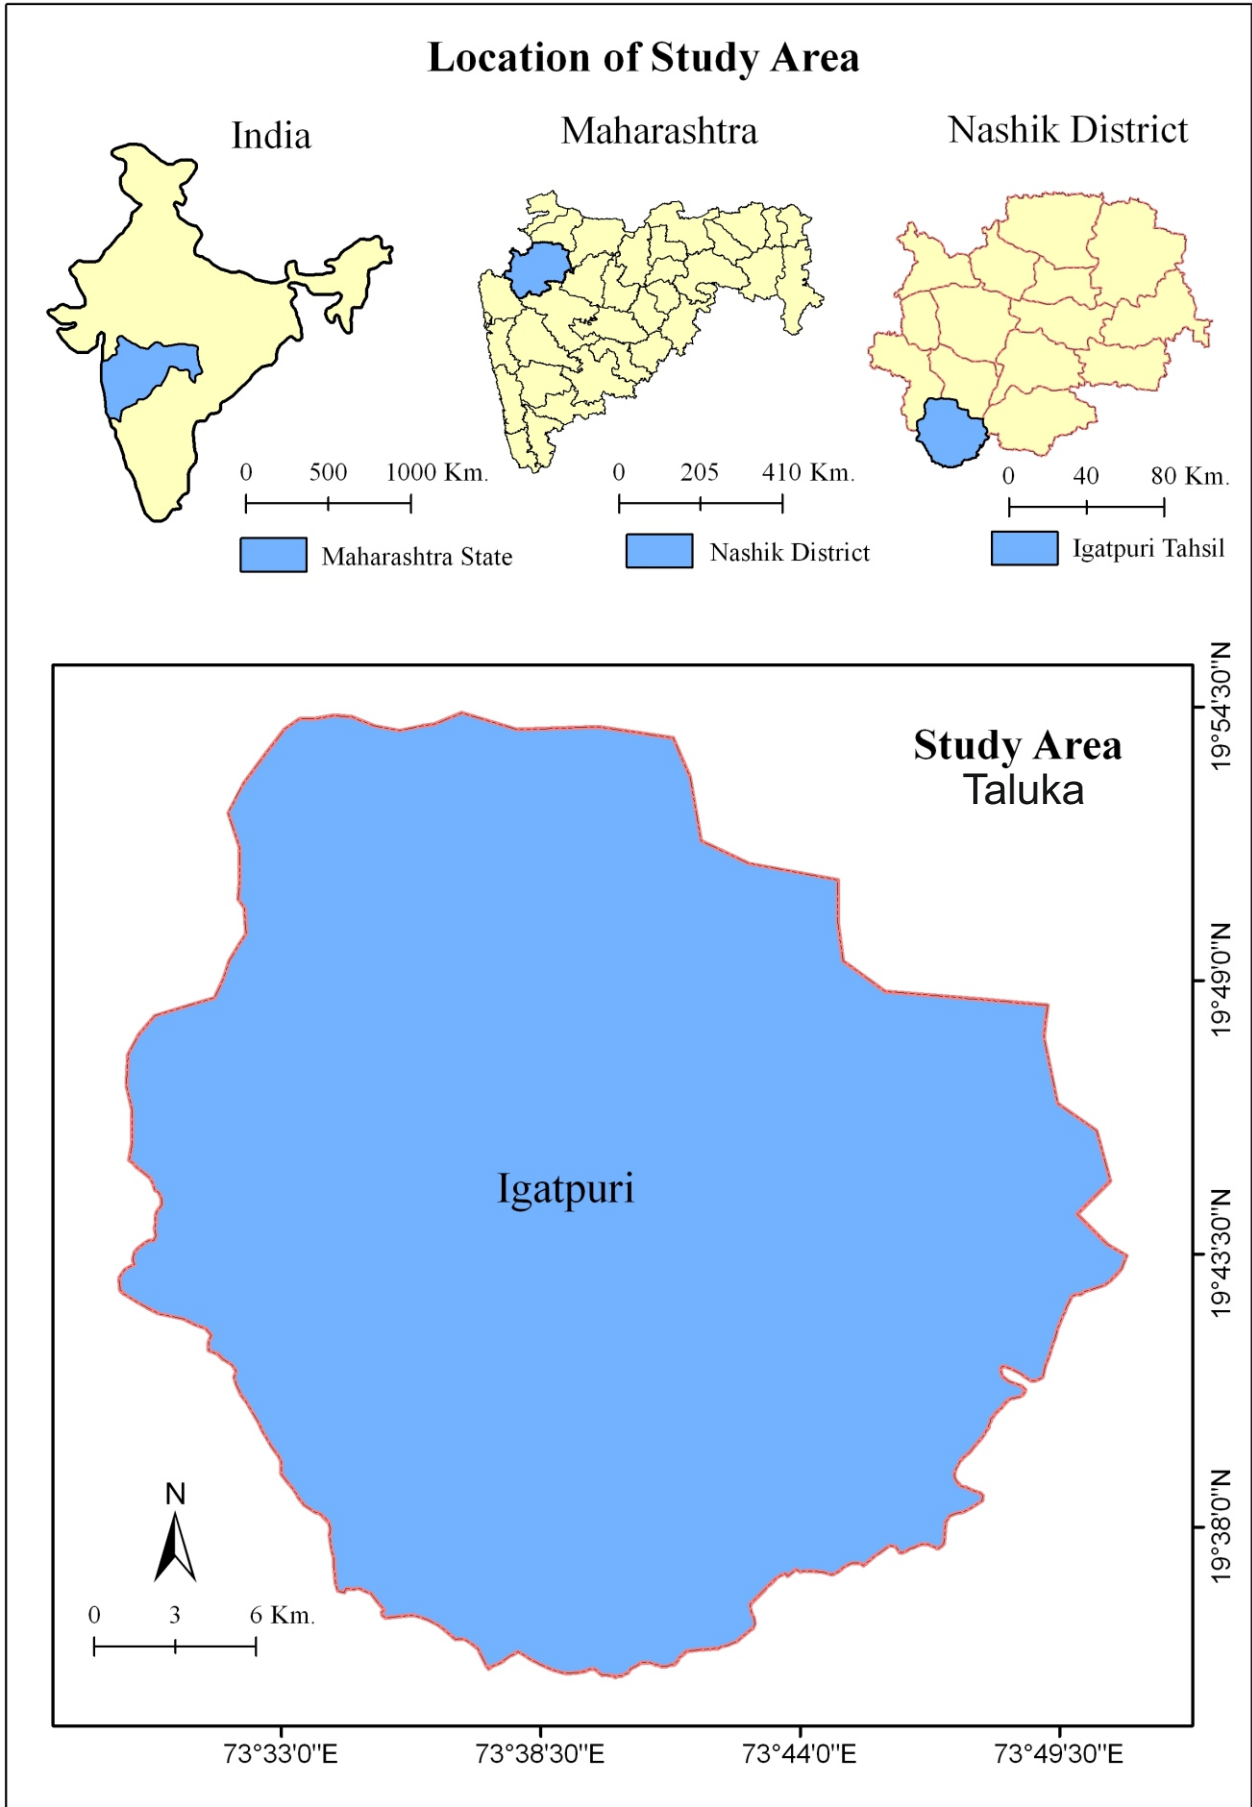 Location of Study Area
India
Maharashtra
Nashik District
0 500 1000 Km.
0 205 410 Km.
0 40 80 Km.
Maharashtra State
Nashik District
Igatpuri Tahsil
Study Area
Taluka
19°54'30"N
19°49'0"N
19°43'30"N
19°38'0"N
Igatpuri
N
0 3 6 Km.
73°33'0"E 73°38'30"E 73°44'0"E 73°49'30"E